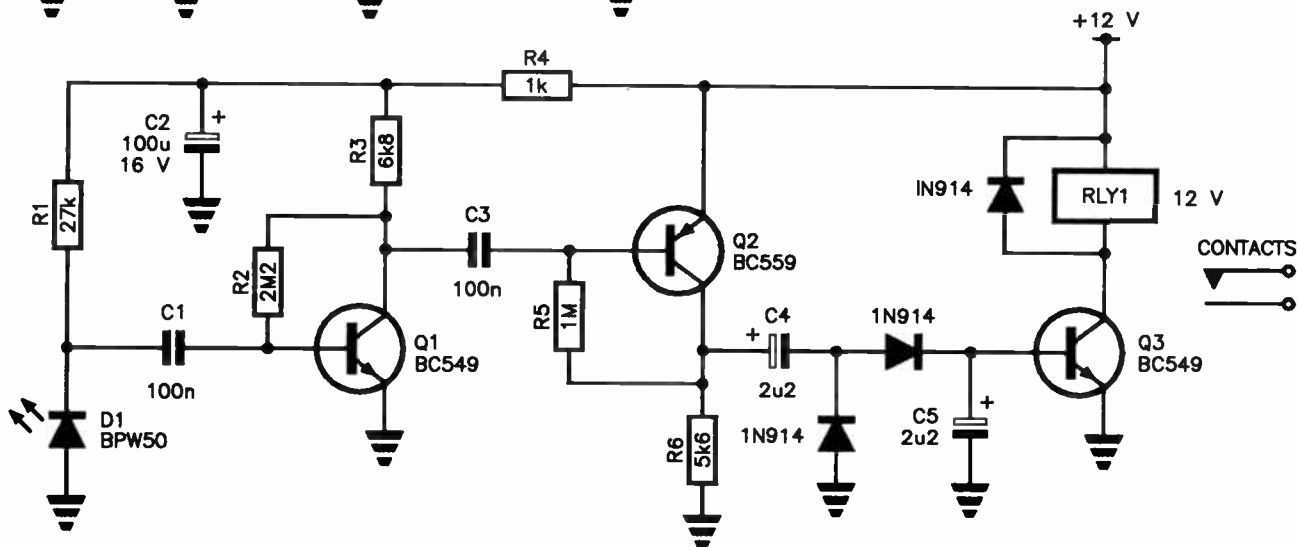 +12 V
R4
1k
C2
100u
16 V
+
R3
6k8
R1
27k
IN914
RLY1
12 V
CONTACTS
C3
100n
Q2
BC559
R2
2M2
C1
100n
Q1
BC549
R5
1M
C4
+
2u2
1N914
Q3
BC549
D1
BPW50
R6
5k6
1N914
C5
2u2
+